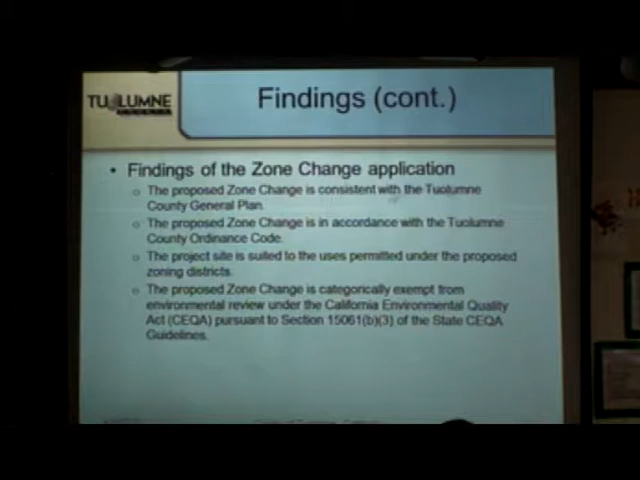 TUOLUMNE
Findings (cont.)
• Findings of the Zone Change application
o The proposed Zone Change is consistent with the Tuolumne
County General Plan.
o The proposed Zone Change is in accordance with the Tuolumne
County Ordinance Code.
o The project site is suited to the uses permitted under the proposed
zoning districts.
o The proposed Zone Change is categorically exempt from
environmental review under the California Environmental Quality
Act (CEQA) pursuant to Section 15061(b)(3) of the State CEQA
Guidelines.